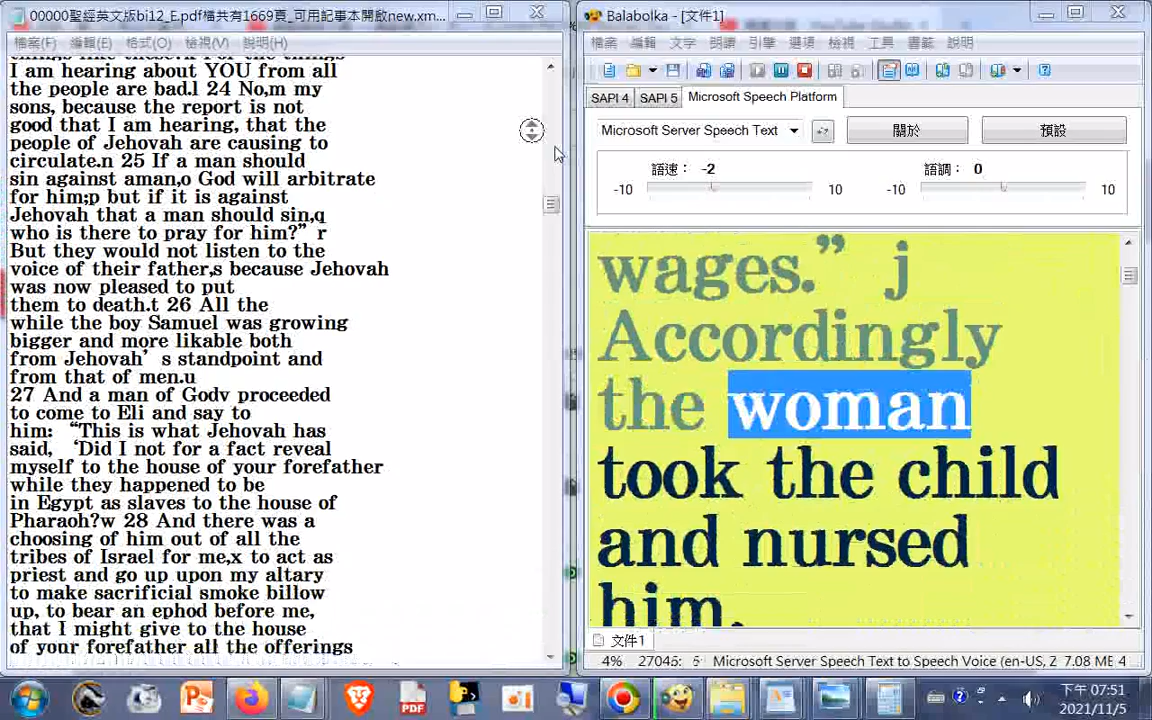 00000聖經英文版bi12_E.pdf檔共有1669頁_可用記事本開啟new.xm...
檔案(F) 編輯(E) 格式(O) 檢視(V) 說明(H)
I am hearing about YOU from all
the people are bad.l 24 No,m my
sons, because the report is not
good that I am hearing, that the
people of Jehovah are causing to
circulate.n 25 If a man should
sin against aman,o God will arbitrate
for him;p but if it is against
Jehovah that a man should sin,q
who is there to pray for him?” r
But they would not listen to the
voice of their father,s because Jehovah
was now pleased to put
them to death.t 26 All the
while the boy Samuel was growing
bigger and more likable both
from Jehovah’ s standpoint and
from that of men.u
27 And a man of Godv proceeded
to come to Eli and say to
him: “This is what Jehovah has
said, ‘Did I not for a fact reveal
myself to the house of your forefather
while they happened to be
in Egypt as slaves to the house of
Pharaoh?w 28 And there was a
choosing of him out of all the
tribes of Israel for me,x to act as
priest and go up upon my altary
to make sacrificial smoke billow
up, to bear an ephod before me,
that I might give to the house
of your forefather all the offerings
Balabolka - [文件1]
檔案 編輯 文字 朗讀 引擎 選項 檢視 工具 書籤 說明
SAPI 4 SAPI 5 Microsoft Speech Platform
Microsoft Server Speech Text 關於 預設
語速: -2 語調: 0
-10 10 -10 10
wages.” j
Accordingly
the woman
took the child
and nursed
him.
文件1
4% 27045: 5 Microsoft Server Speech Text to Speech Voice (en-US, Z 7.08 ME 4
PDF
下午 07:51
2021/11/5